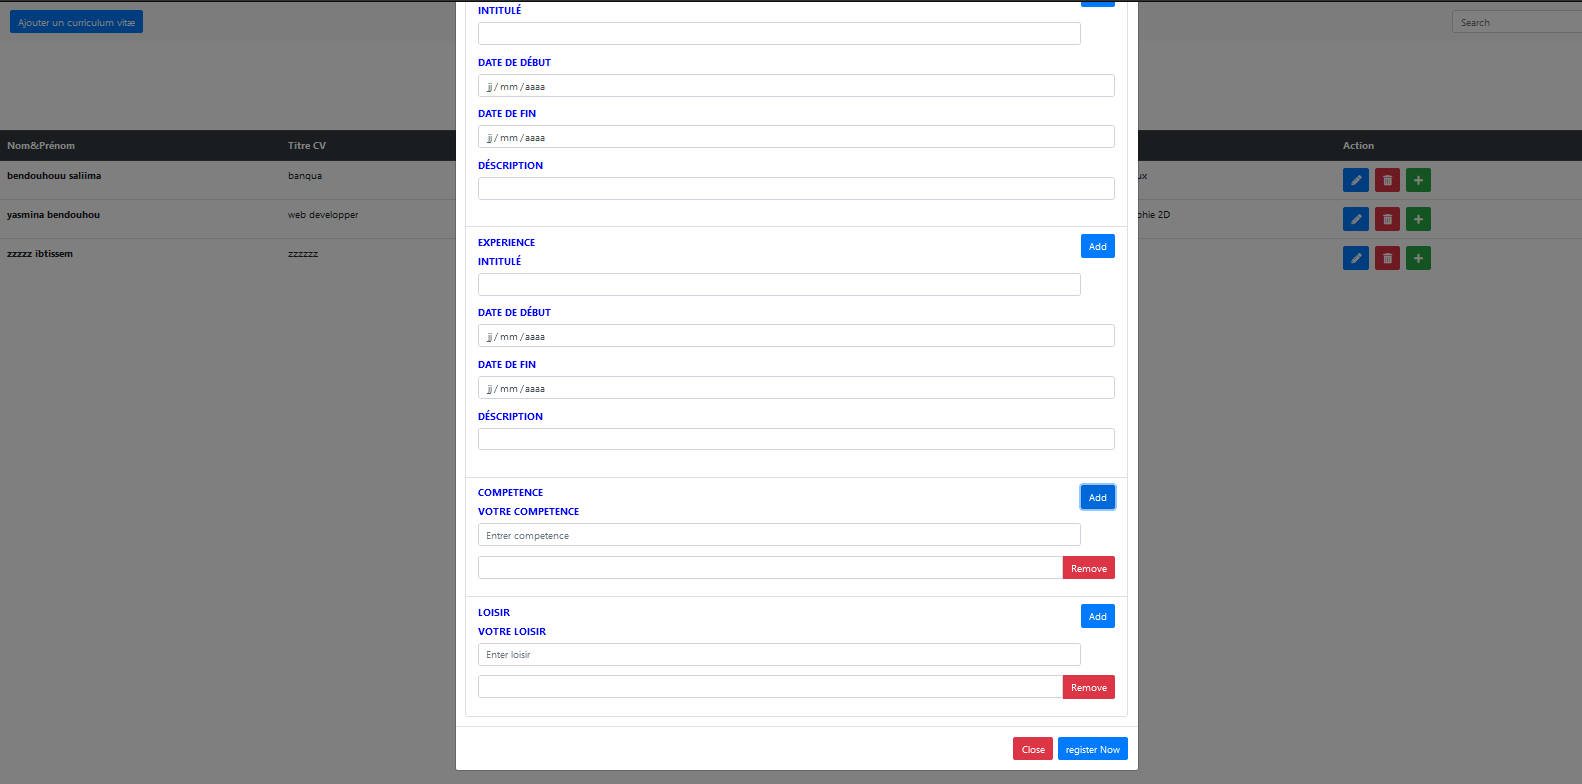 Ajouter un curriculum vitæ
Search
Nom&Prénom Titre CV Action
bendouhouu saliima banqua ux
yasmina bendouhou web developper phie 2D
zzzzz ibtissem zzzzzz
INTITULÉ
DATE DE DÉBUT
jj / mm / aaaa
DATE DE FIN
jj / mm / aaaa
DÉSCRIPTION
EXPERIENCE Add
INTITULÉ
DATE DE DÉBUT
jj / mm / aaaa
DATE DE FIN
jj / mm / aaaa
DÉSCRIPTION
COMPETENCE Add
VOTRE COMPETENCE
Entrer competence
Remove
LOISIR Add
VOTRE LOISIR
Enter loisir
Remove
Close register Now